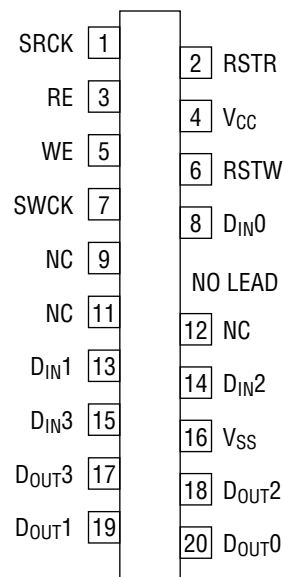 SRCK 1
2 RSTR
RE 3
4 VCC
WE 5
6 RSTW
SWCK 7
8 DIN0
NC 9
NO LEAD
NC 11
12 NC
DIN1 13
14 DIN2
DIN3 15
16 VSS
DOUT3 17
18 DOUT2
DOUT1 19
20 DOUT0